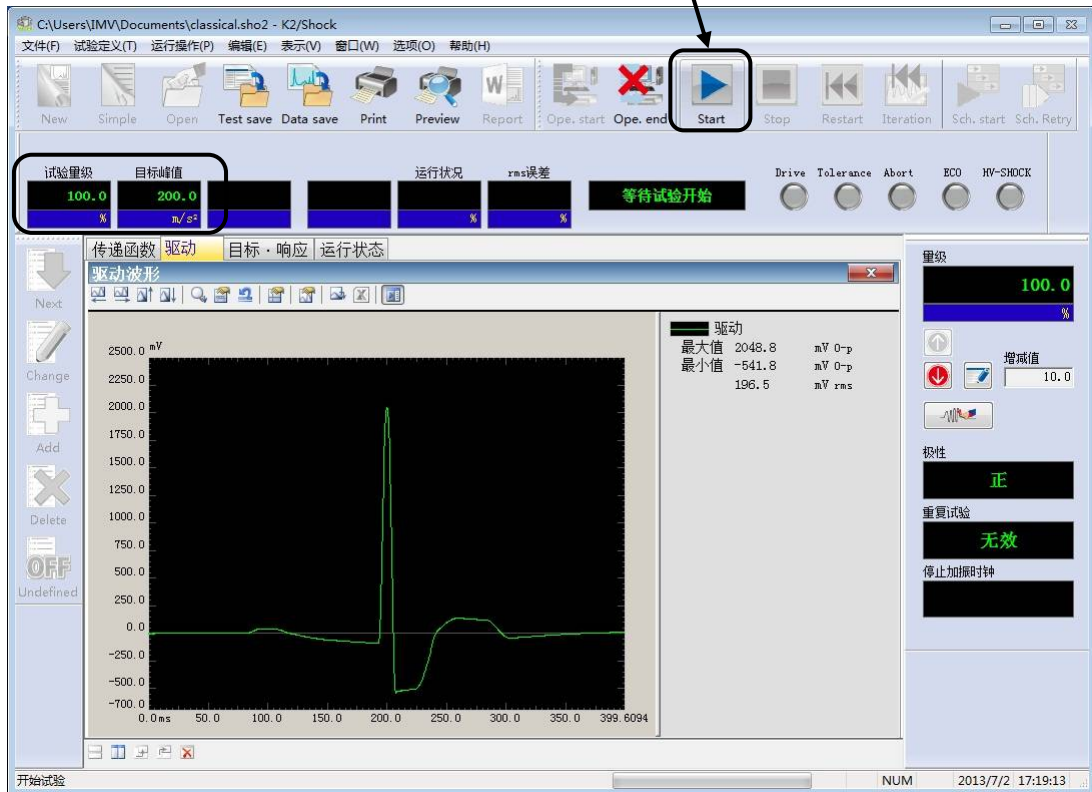 C:\Users\IMV\Documents\classical.sho2 - K2/Shock
文件(F) 试验定义(T) 运行操作(P) 编辑(E) 表示(V) 窗口(W) 选项(O) 帮助(H)
New Simple Open Test save Data save Print Preview Report Ope. start Ope. end Start Stop Restart Iteration Sch. start Sch. Retry
试验量级 目标峰值 运行状况 rms误差 Drive Tolerance Abort ECO HV-SHOCK
100.0 200.0 等待试验开始
% m/s² % %
传递函数 驱动 目标・响应 运行状态
驱动波形
Next
Change
Add
Delete
OFF
Undefined
mV
2500.0
2250.0
2000.0
1750.0
1500.0
1250.0
1000.0
750.0
500.0
250.0
0.0
-250.0
-500.0
-700.0
0.0ms 50.0 100.0 150.0 200.0 250.0 300.0 350.0 399.6094
驱动
最大值 2048.8 mV 0-p
最小值 -541.8 mV 0-p
196.5 mV rms
量级
100.0
%
增减值
10.0
极性
正
重复试验
无效
停止加振时钟
开始试验 NUM 2013/7/2 17:19:13